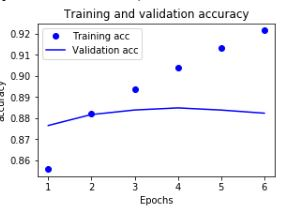 Training and validation accuracy
Training acc
Validation acc
0.92
0.91
0.90
0.89
0.88
0.87
0.86
accuracy
1 2 3 4 5 6
Epochs